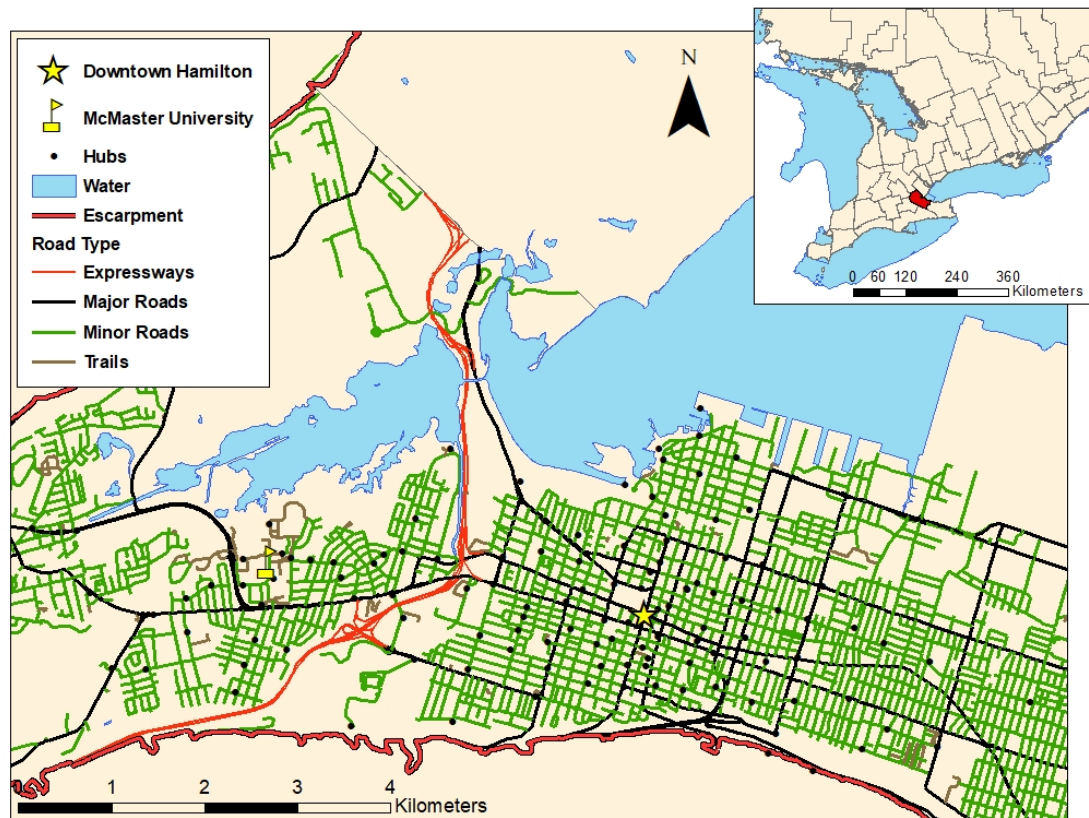 Downtown Hamilton
McMaster University
Hubs
Water
Escarpment
Road Type
Expressways
Major Roads
Minor Roads
Trails
N
0 60 120 240 360
Kilometers
1 2 3 4
Kilometers